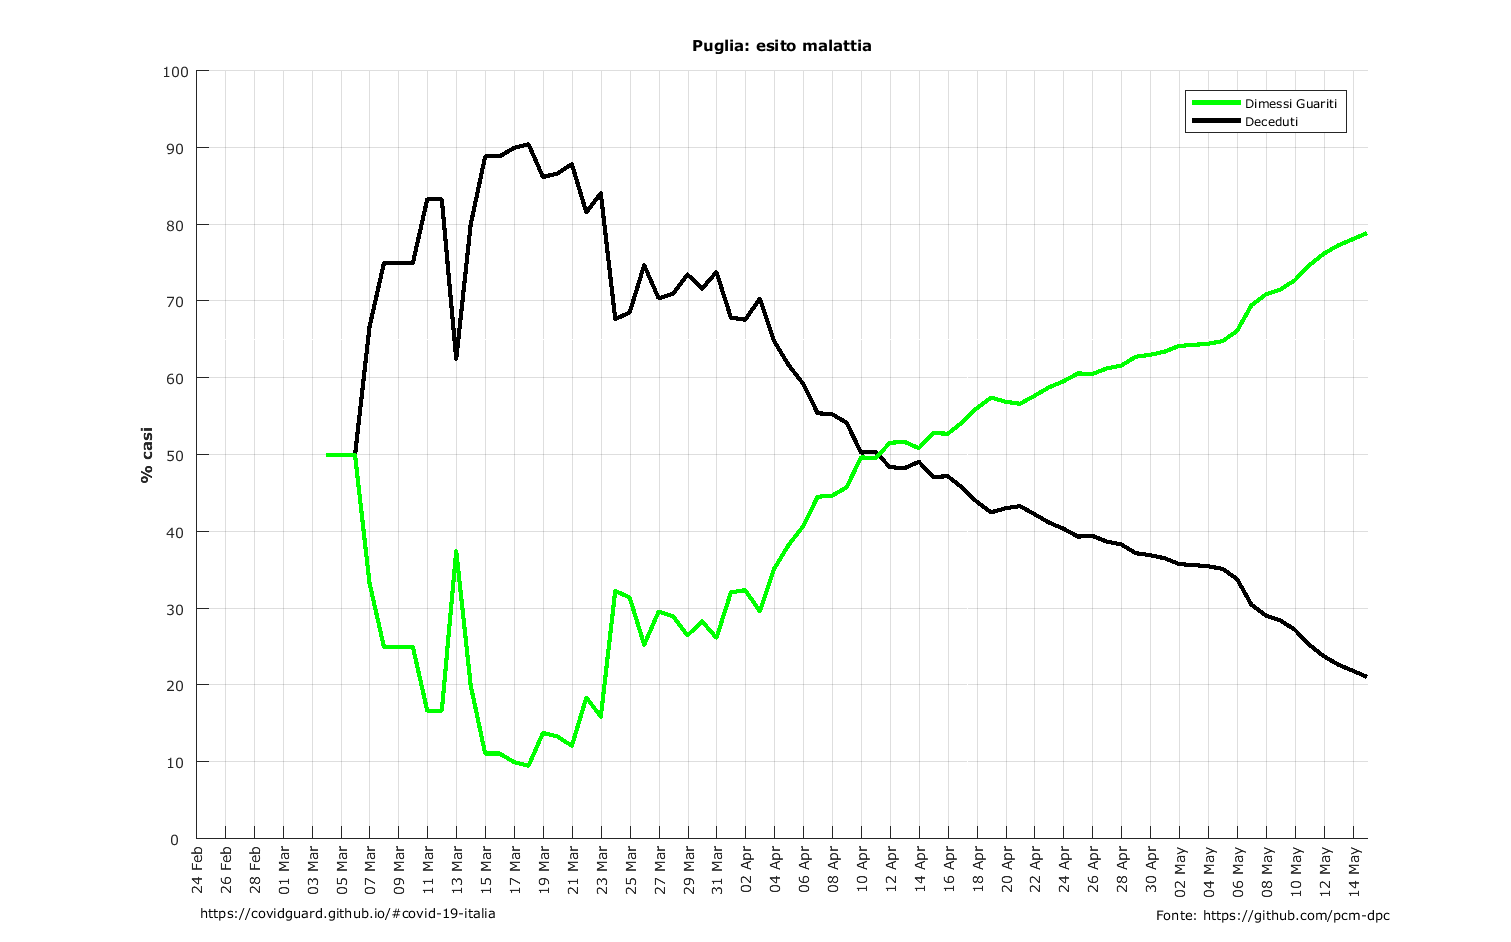 Puglia: esito malattia
Dimessi Guariti
Deceduti
% casi
100
90
80
70
60
50
40
30
20
10
0
24 Feb
26 Feb
28 Feb
01 Mar
03 Mar
05 Mar
07 Mar
09 Mar
11 Mar
13 Mar
15 Mar
17 Mar
19 Mar
21 Mar
23 Mar
25 Mar
27 Mar
29 Mar
31 Mar
02 Apr
04 Apr
06 Apr
08 Apr
10 Apr
12 Apr
14 Apr
16 Apr
18 Apr
20 Apr
22 Apr
24 Apr
26 Apr
28 Apr
30 Apr
02 May
04 May
06 May
08 May
10 May
12 May
14 May
https://covidguard.github.io/#covid-19-italia
Fonte: https://github.com/pcm-dpc